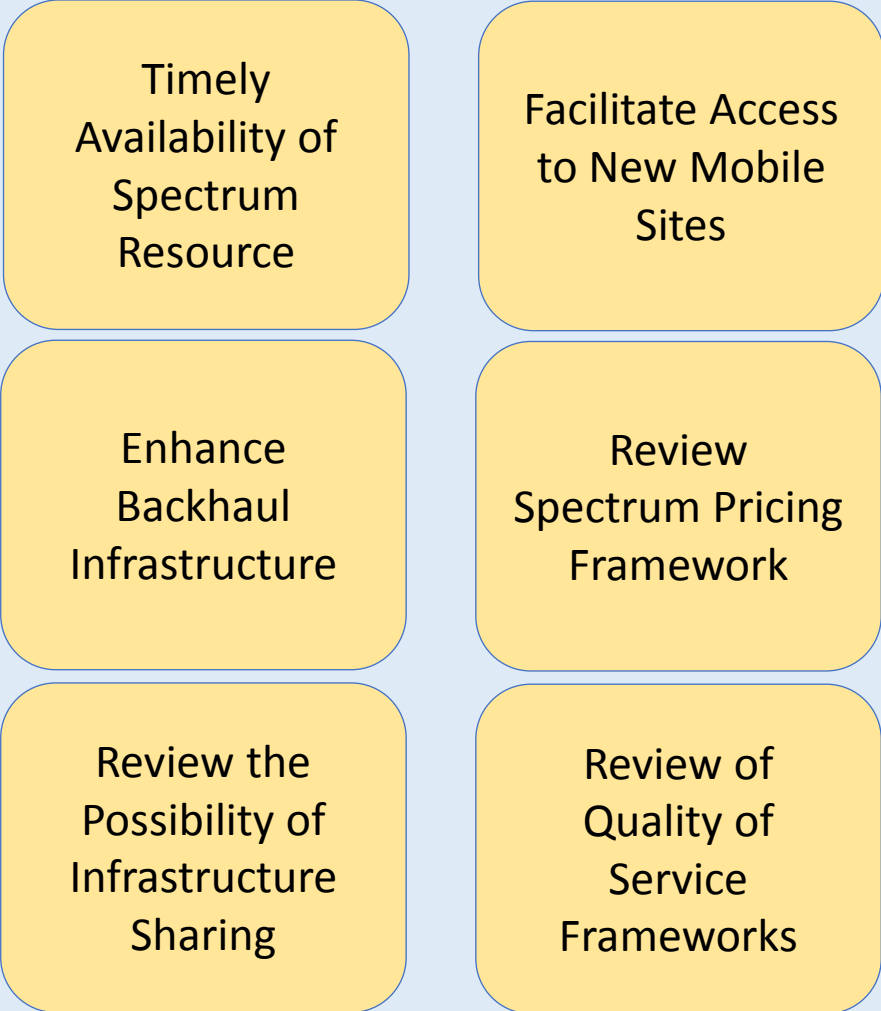 Timely
Availability of
Spectrum
Resource
Facilitate Access
to New Mobile
Sites
Enhance
Backhaul
Infrastructure
Review
Spectrum Pricing
Framework
Review the
Possibility of
Infrastructure
Sharing
Review of
Quality of
Service
Frameworks